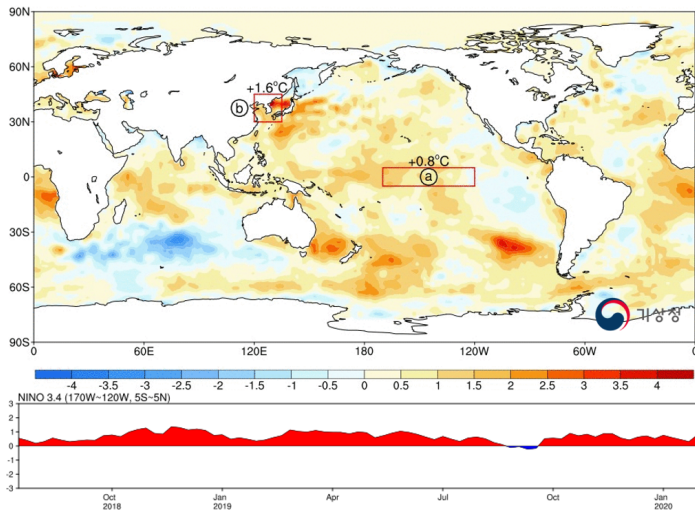 90N
60N
30N
0
30S
60S
90S
+1.6°C
ⓑ
+0.8°C
ⓐ
기상청
0 60E 120E 180 120W 60W 0
-4 -3.5 -3 -2.5 -2 -1.5 -1 -0.5 0 0.5 1 1.5 2 2.5 3 3.5 4
NINO 3.4 (170W~120W, 5S~5N)
3
2
1
0
-1
-2
-3
Oct Jan Apr Jul Oct Jan
2018 2019 2020